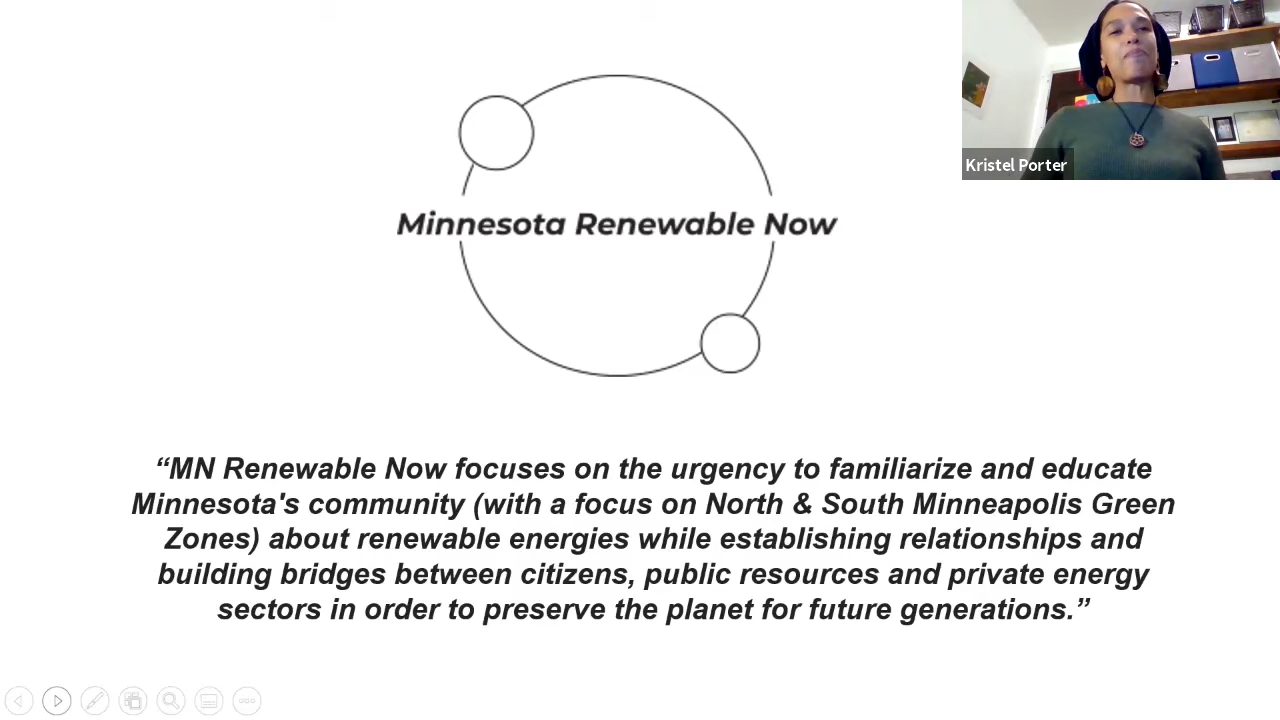 Kristel Porter
Minnesota Renewable Now
“MN Renewable Now focuses on the urgency to familiarize and educate
Minnesota's community (with a focus on North & South Minneapolis Green
Zones) about renewable energies while establishing relationships and
building bridges between citizens, public resources and private energy
sectors in order to preserve the planet for future generations.”